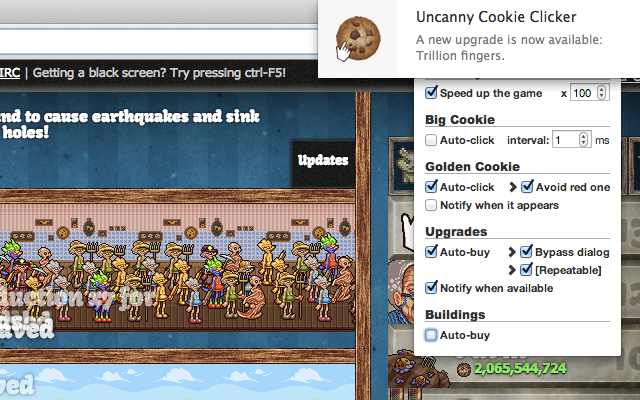 Uncanny Cookie Clicker
A new upgrade is now available:
Trillion fingers.
IRC | Getting a black screen? Try pressing ctrl-F5!
Speed up the game x 100
nd to cause earthquakes and sink
holes!
Big Cookie
Auto-click interval: 1 ms
Updates
Golden Cookie
Auto-click Avoid red one
Notify when it appears
Upgrades
Auto-buy Bypass dialog
[Repeatable]
Notify when available
for
Buildings
Auto-buy
2,065,544,724